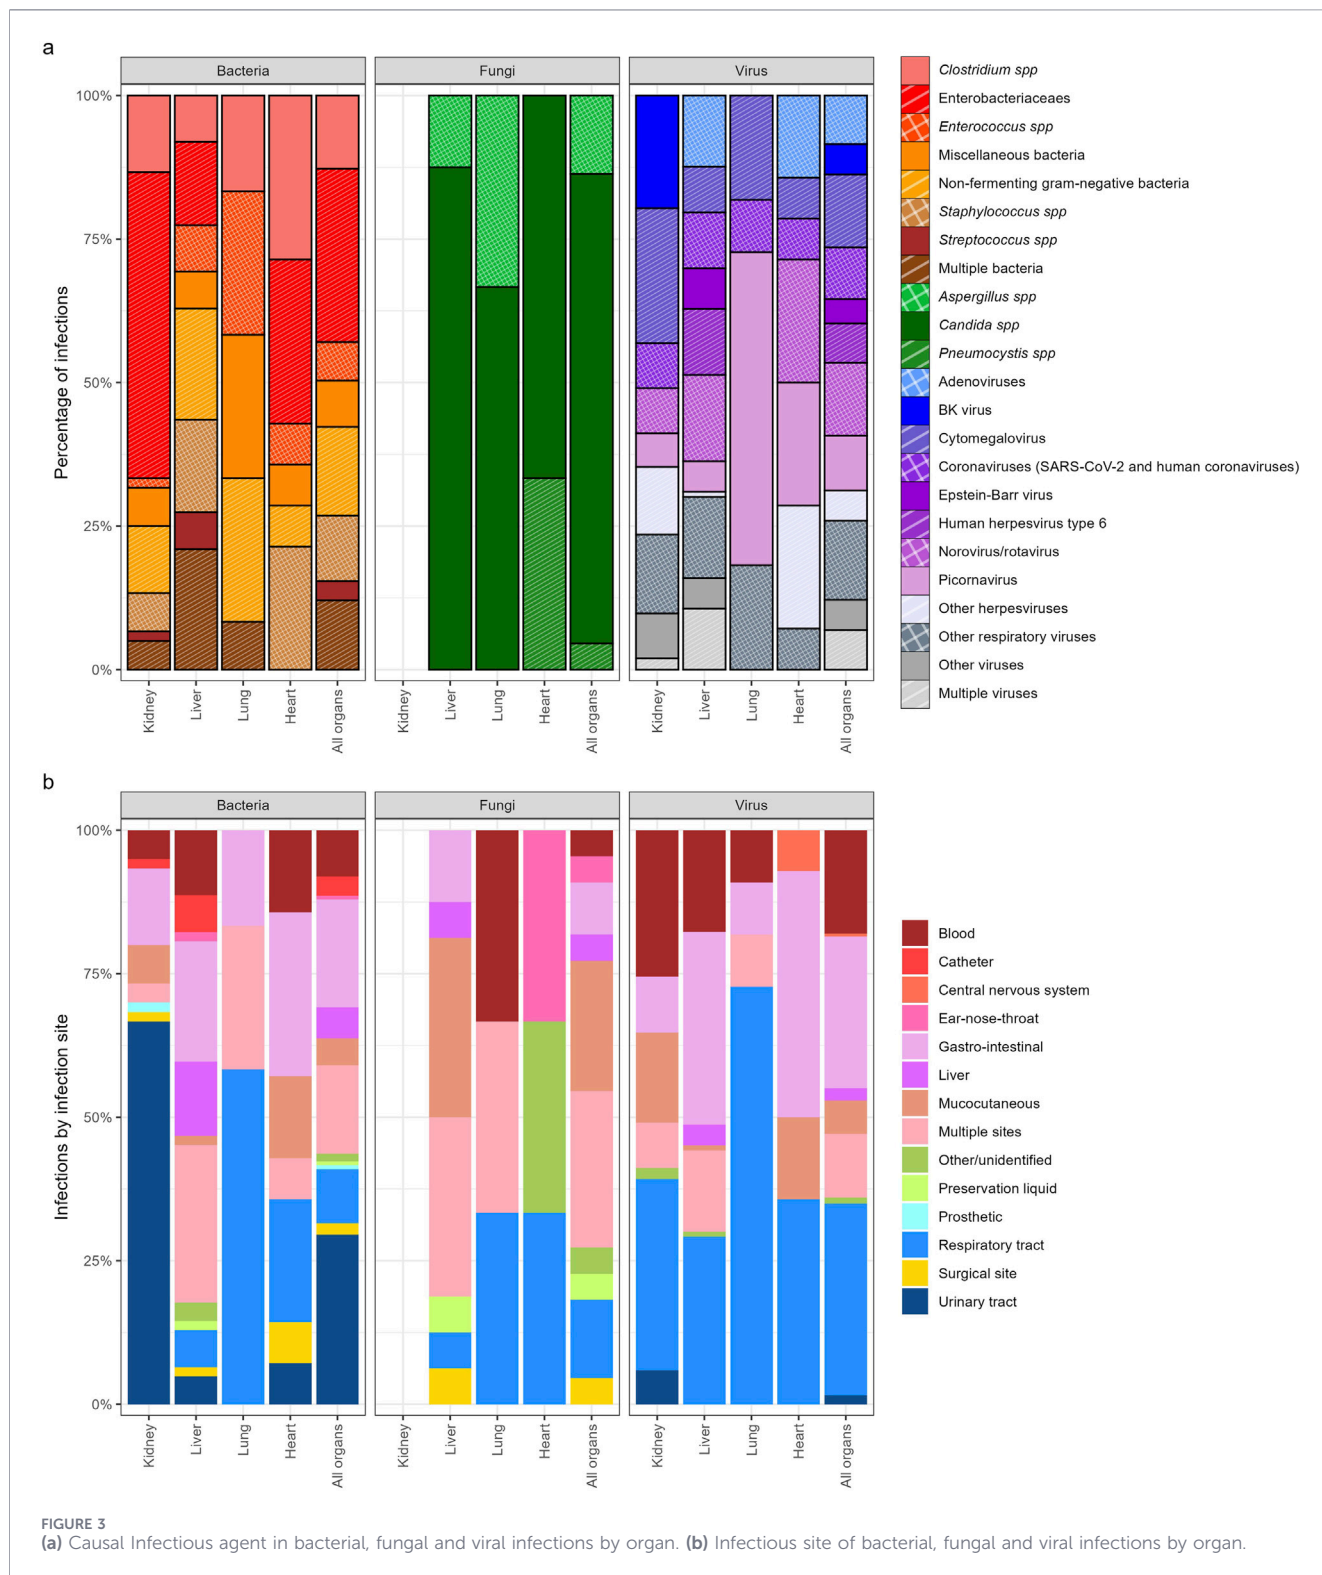 a
Bacteria
Fungi
Virus
100%
75%
50%
25%
0%
Percentage of infections
Kidney
Liver
Lung
Heart
All organs
Kidney
Liver
Lung
Heart
All organs
Kidney
Liver
Lung
Heart
All organs
Clostridium spp
Enterobacteriaceaes
Enterococcus spp
Miscellaneous bacteria
Non-fermenting gram-negative bacteria
Staphylococcus spp
Streptococcus spp
Multiple bacteria
Aspergillus spp
Candida spp
Pneumocystis spp
Adenoviruses
BK virus
Cytomegalovirus
Coronaviruses (SARS-CoV-2 and human coronaviruses)
Epstein-Barr virus
Human herpesvirus type 6
Norovirus/rotavirus
Picornavirus
Other herpesviruses
Other respiratory viruses
Other viruses
Multiple viruses
b
Bacteria
Fungi
Virus
100%
75%
50%
25%
0%
Infections by infection site
Kidney
Liver
Lung
Heart
All organs
Kidney
Liver
Lung
Heart
All organs
Kidney
Liver
Lung
Heart
All organs
Blood
Catheter
Central nervous system
Ear-nose-throat
Gastro-intestinal
Liver
Mucocutaneous
Multiple sites
Other/unidentified
Preservation liquid
Prosthetic
Respiratory tract
Surgical site
Urinary tract
FIGURE 3
(a) Causal Infectious agent in bacterial, fungal and viral infections by organ. (b) Infectious site of bacterial, fungal and viral infections by organ.